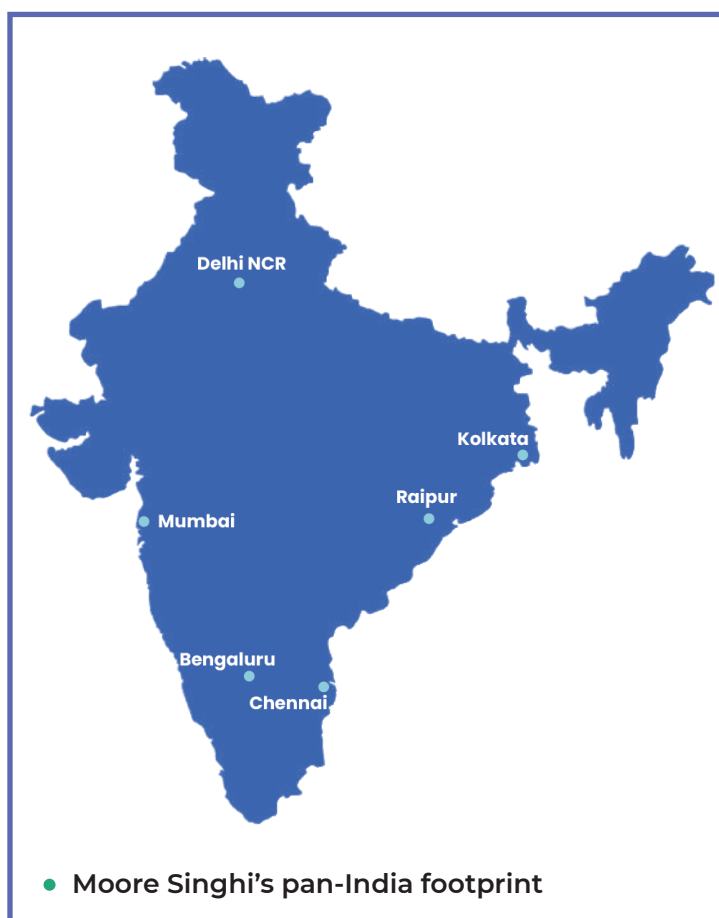 Delhi NCR
Kolkata
Raipur
Mumbai
Bengaluru
Chennai
Moore Singhi’s pan-India footprint